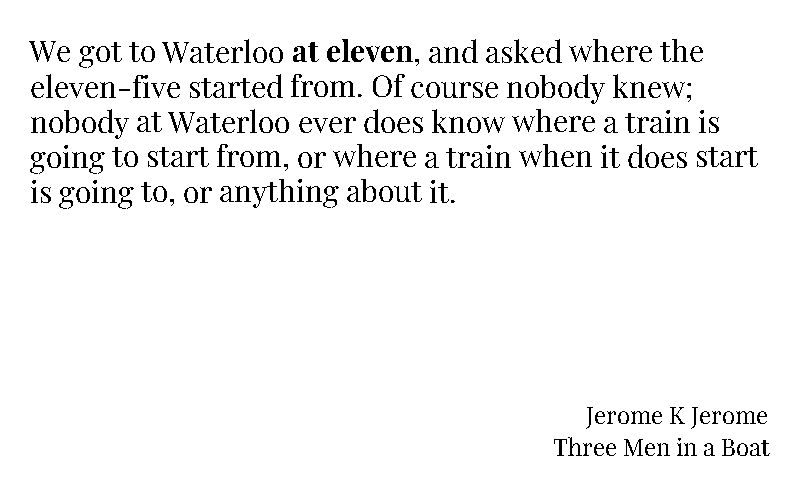 We got to Waterloo at eleven, and asked where the
eleven-five started from. Of course nobody knew;
nobody at Waterloo ever does know where a train is
going to start from, or where a train when it does start
is going to, or anything about it.
Jerome K Jerome
Three Men in a Boat